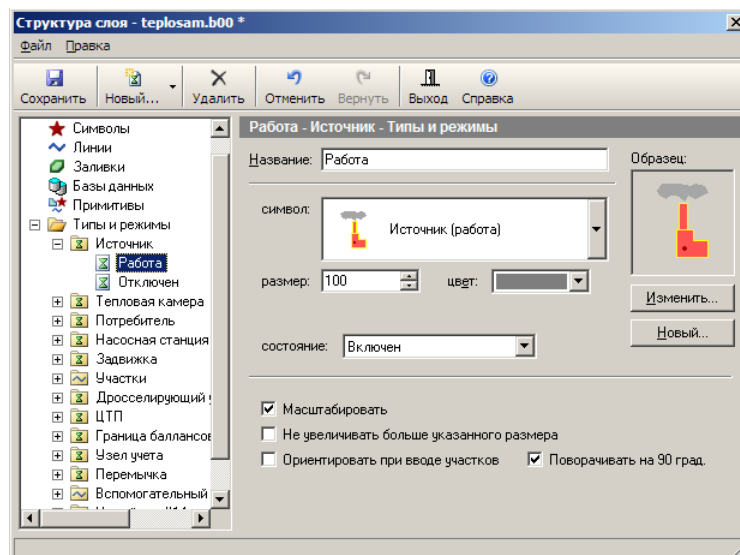 Структура слоя - teplosam.b00 *
Файл Правка
Сохранить Новый... Удалить Отменить Вернуть Выход Справка
Символы
Линии
Заливки
Базы данных
Примитивы
Типы и режимы
Источник
Работа
Отключен
Тепловая камера
Потребитель
Насосная станция
Задвижка
Участки
Дросселирующий
ЦТП
Граница баллансов
Узел учета
Перемычка
Вспомогательный
Работа - Источник - Типы и режимы
Название: Работа
Образец:
символ: Источник (работа)
размер: 100 цвет:
Изменить...
Новый...
состояние: Включен
Масштабировать
Не увеличивать больше указанного размера
Ориентировать при вводе участков Поворачивать на 90 град.